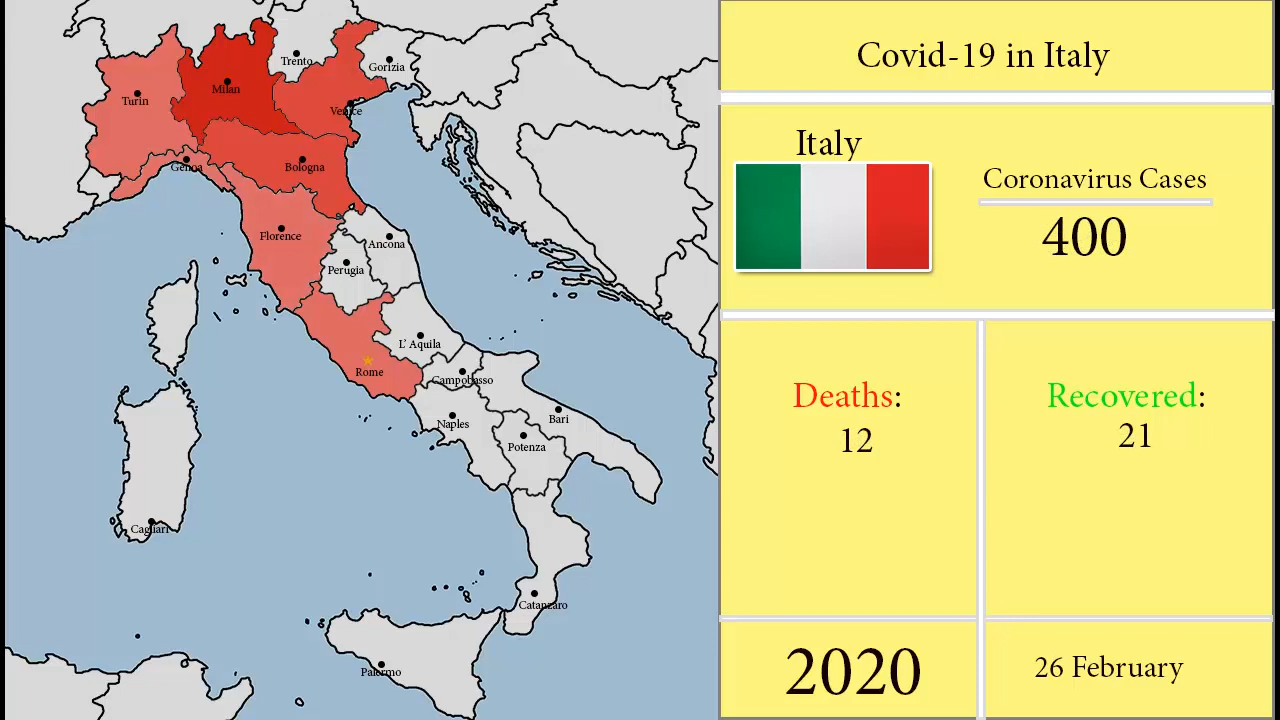 Covid-19 in Italy
Italy
Coronavirus Cases
400
Deaths:
12
Recovered:
21
2020
26 February
Trento
Gorizia
Milan
Turin
Venice
Genoa
Bologna
Florence
Ancona
Perugia
L' Aquila
Rome
Campobasso
Naples
Bari
Potenza
Cagliari
Catanzaro
Palermo